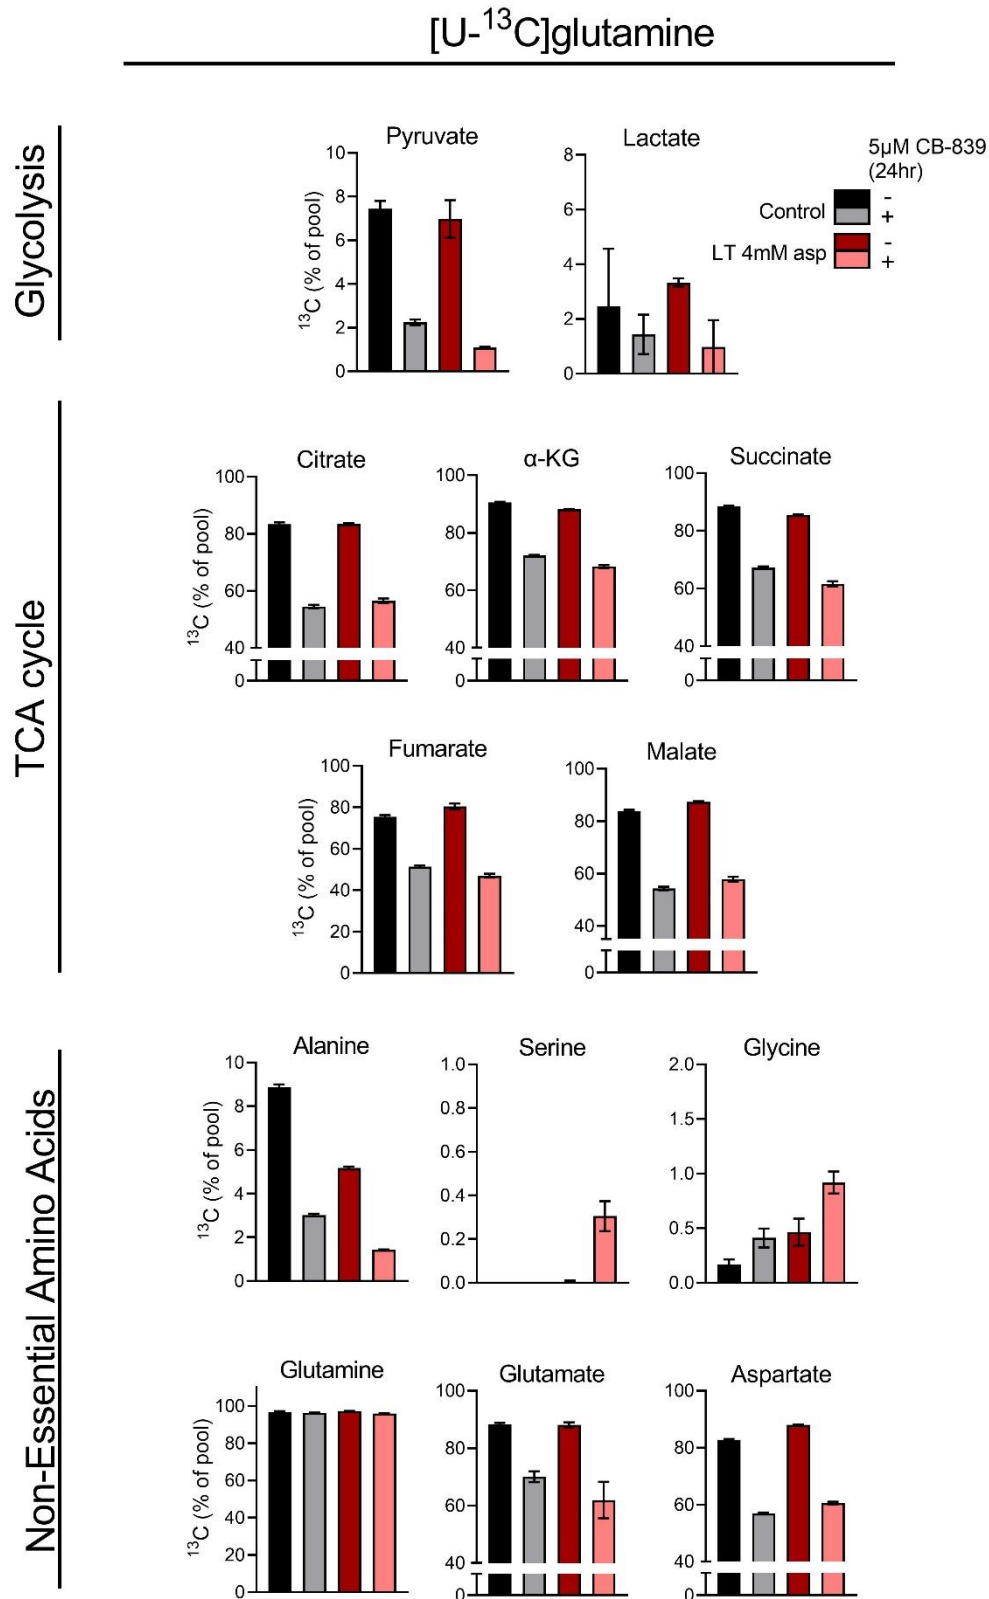 [U-¹³C]glutamine
Glycolysis
Pyruvate
¹³C (% of pool)
10
8
6
4
2
0
Lactate
8
6
4
2
0
5µM CB-839
(24hr)
Control
-
+
LT 4mM asp
-
+
TCA cycle
Citrate
¹³C (% of pool)
100
80
60
40
0
α-KG
100
80
60
40
0
Succinate
100
80
60
40
0
Fumarate
¹³C (% of pool)
100
80
60
40
20
0
Malate
100
80
60
40
0
Non-Essential Amino Acids
Alanine
¹³C (% of pool)
10
8
6
4
2
0
Serine
1.0
0.8
0.6
0.4
0.2
0.0
Glycine
2.0
1.5
1.0
0.5
0.0
Glutamine
¹³C (% of pool)
100
80
60
40
20
0
Glutamate
100
80
60
40
0
Aspartate
100
80
60
40
0